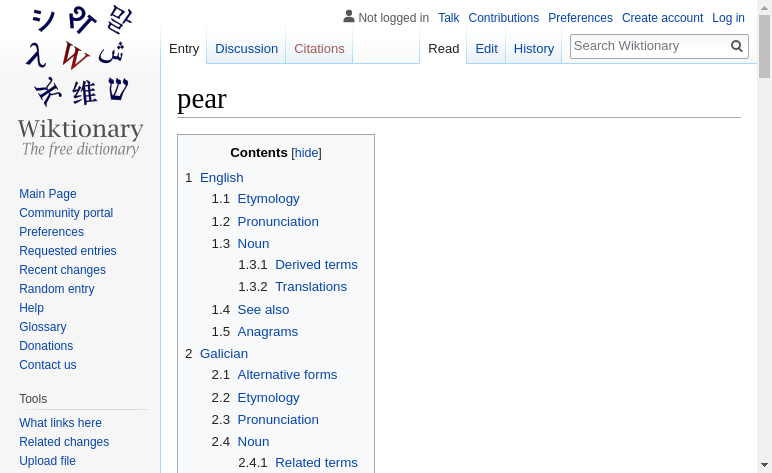 Not logged in Talk Contributions Preferences Create account Log in
Entry Discussion Citations Read Edit History Search Wiktionary
Wiktionary
The free dictionary
pear
Contents [hide]
1 English
1.1 Etymology
1.2 Pronunciation
1.3 Noun
1.3.1 Derived terms
1.3.2 Translations
1.4 See also
1.5 Anagrams
2 Galician
2.1 Alternative forms
2.2 Etymology
2.3 Pronunciation
2.4 Noun
2.4.1 Related terms
Main Page
Community portal
Preferences
Requested entries
Recent changes
Random entry
Help
Glossary
Donations
Contact us
Tools
What links here
Related changes
Upload file